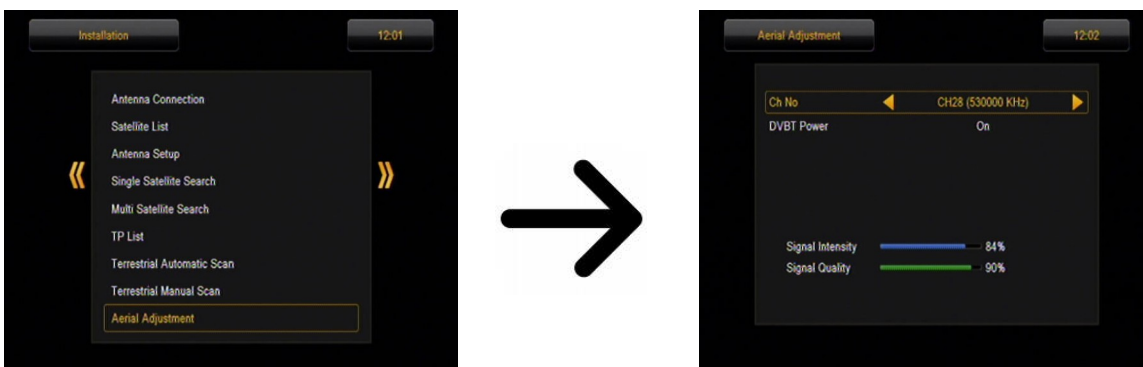 Installation
12:01
Antenna Connection
Satellite List
Antenna Setup
Single Satellite Search
Multi Satellite Search
TP List
Terrestrial Automatic Scan
Terrestrial Manual Scan
Aerial Adjustment
Aerial Adjustment
12:02
Ch No CH28 (530000 KHz)
DVBT Power On
Signal Intensity 84%
Signal Quality 90%